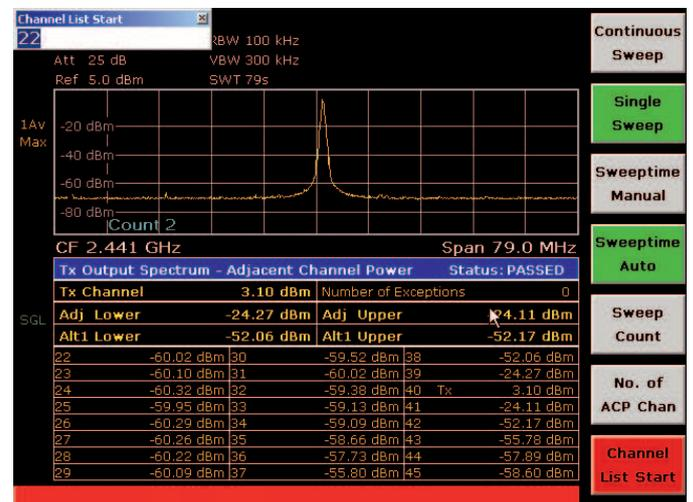 Channel List Start
22
RBW 100 kHz
Att 25 dB VBW 300 kHz
Ref 5.0 dBm SWT 79s
1Av
Max
-20 dBm
-40 dBm
-60 dBm
-80 dBm
Count 2
CF 2.441 GHz Span 79.0 MHz
Tx Output Spectrum - Adjacent Channel Power Status: PASSED
Tx Channel 3.10 dBm Number of Exceptions 0
Adj Lower -24.27 dBm Adj Upper -24.11 dBm
Alt1 Lower -52.06 dBm Alt1 Upper -52.17 dBm
SGL
22 -60.02 dBm 30 -59.52 dBm 38 -52.06 dBm
23 -60.10 dBm 31 -60.02 dBm 39 -24.27 dBm
24 -60.32 dBm 32 -59.38 dBm 40 Tx 3.10 dBm
25 -59.95 dBm 33 -59.13 dBm 41 -24.11 dBm
26 -60.29 dBm 34 -59.09 dBm 42 -52.17 dBm
27 -60.26 dBm 35 -58.66 dBm 43 -55.78 dBm
28 -60.22 dBm 36 -57.73 dBm 44 -57.89 dBm
29 -60.09 dBm 37 -55.80 dBm 45 -58.60 dBm
Continuous
Sweep
Single
Sweep
Sweeptime
Manual
Sweeptime
Auto
Sweep
Count
No. of
ACP Chan
Channel
List Start